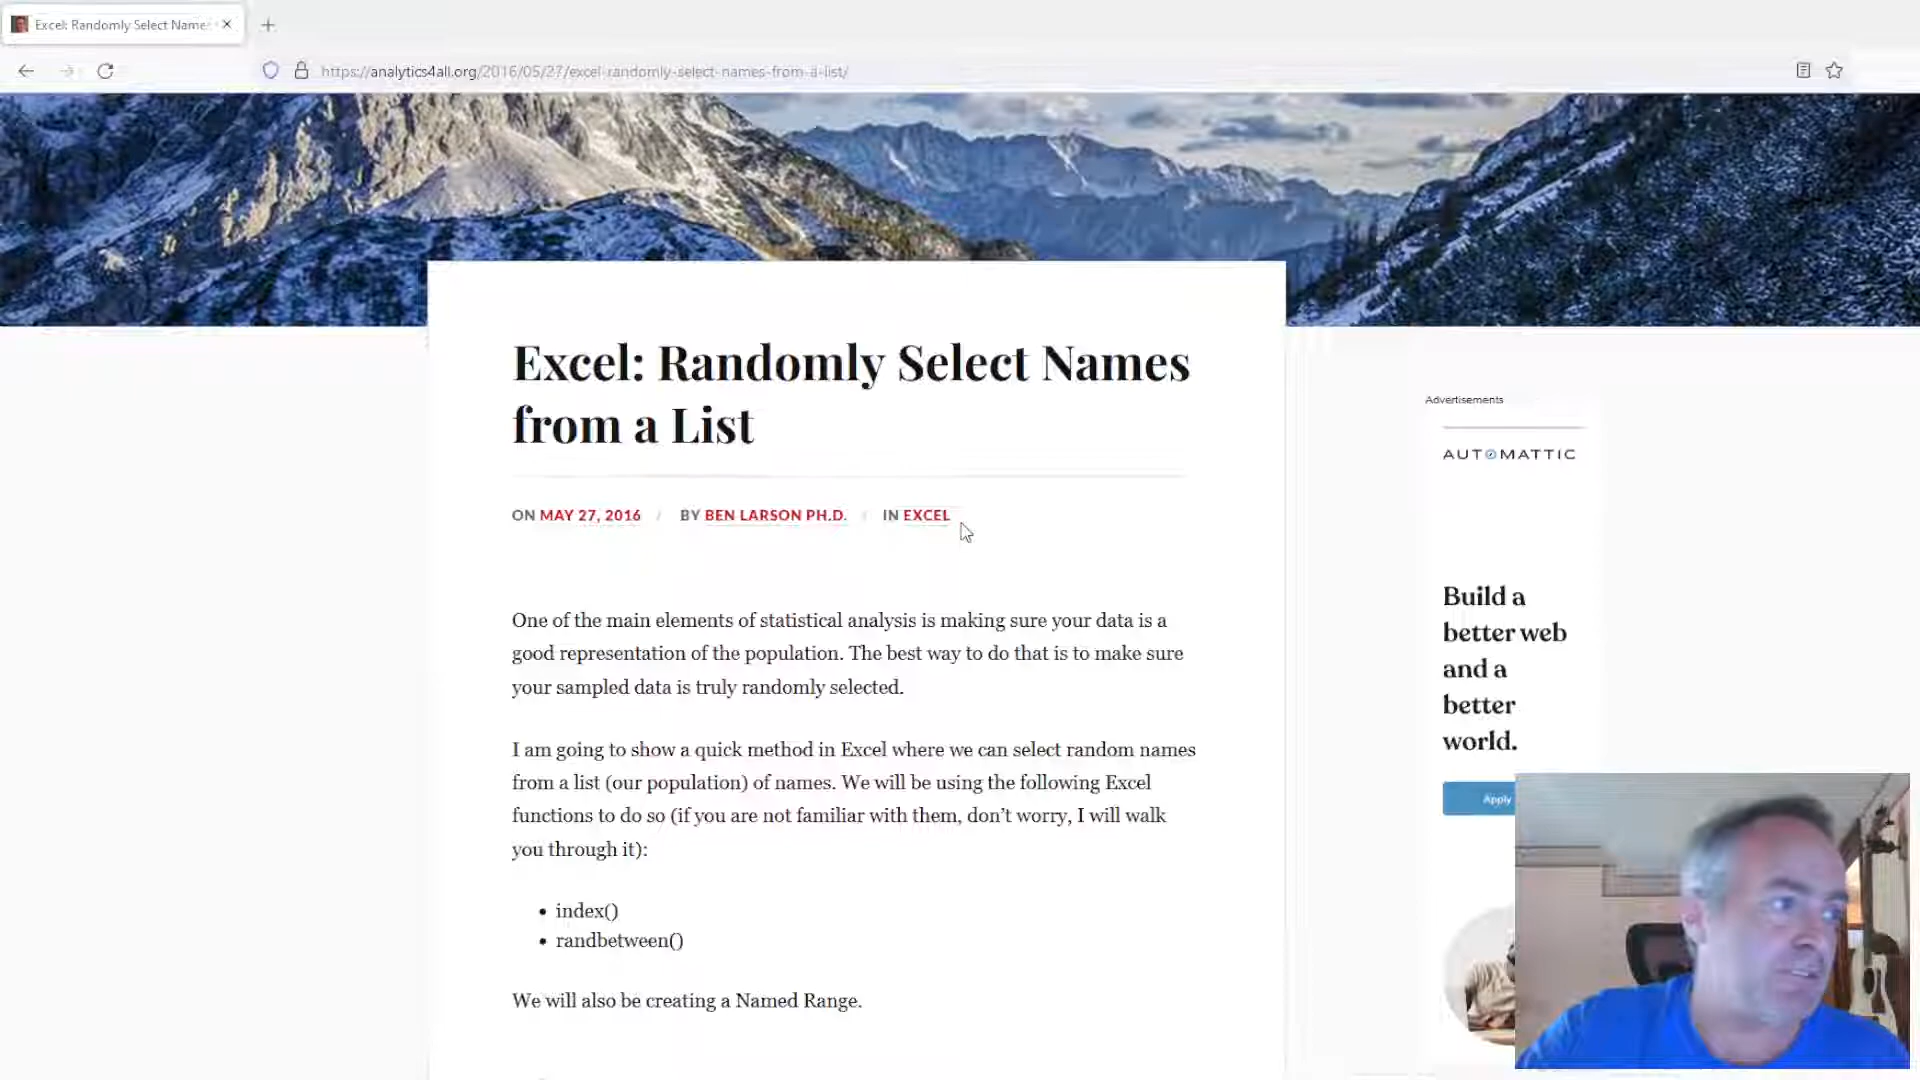 Excel: Randomly Select Name
https://analytics4all.org/2016/05/27/excel-randomly-select-names-from-a-list/
Excel: Randomly Select Names
from a List
ON MAY 27, 2016 / BY BEN LARSON PH.D. / IN EXCEL
One of the main elements of statistical analysis is making sure your data is a
good representation of the population. The best way to do that is to make sure
your sampled data is truly randomly selected.
I am going to show a quick method in Excel where we can select random names
from a list (our population) of names. We will be using the following Excel
functions to do so (if you are not familiar with them, don’t worry, I will walk
you through it):
• index()
• randbetween()
We will also be creating a Named Range.
Advertisements
AUTOMATTIC
Build a
better web
and a
better
world.
Apply